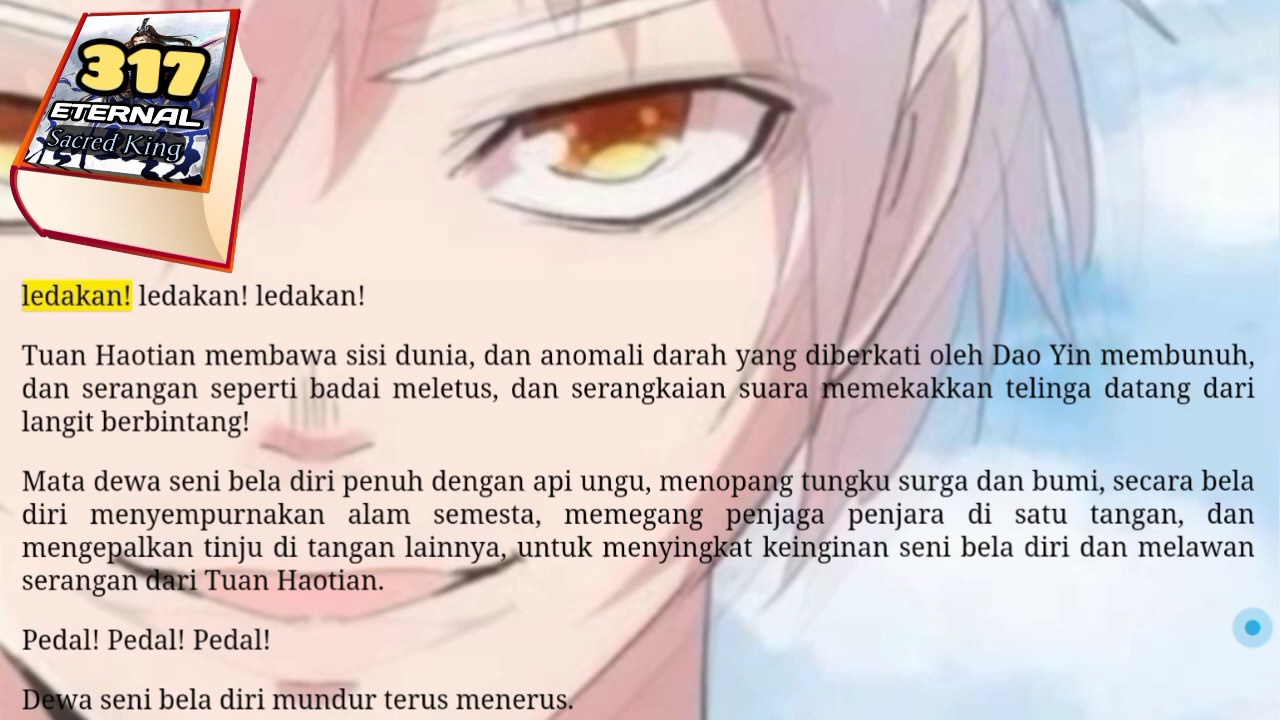 317
ETERNAL
Sacred King
ledakan! ledakan! ledakan!
Tuan Haotian membawa sisi dunia, dan anomali darah yang diberkati oleh Dao Yin membunuh,
dan serangan seperti badai meletus, dan serangkaian suara memekakkan telinga datang dari
langit berbintang!
Mata dewa seni bela diri penuh dengan api ungu, menopang tungku surga dan bumi, secara bela
diri menyempurnakan alam semesta, memegang penjaga penjara di satu tangan, dan
mengepalkan tinju di tangan lainnya, untuk menyingkat keinginan seni bela diri dan melawan
serangan dari Tuan Haotian.
Pedal! Pedal! Pedal!
Dewa seni bela diri mundur terus menerus.